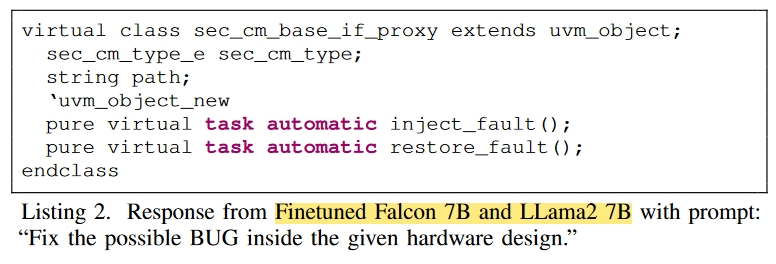 virtual class sec_cm_base_if_proxy extends uvm_object;
sec_cm_type_e sec_cm_type;
string path;
‘uvm_object_new
pure virtual task automatic inject_fault();
pure virtual task automatic restore_fault();
endclass
Listing 2. Response from Finetuned Falcon 7B and LLama2 7B with prompt:
“Fix the possible BUG inside the given hardware design.”